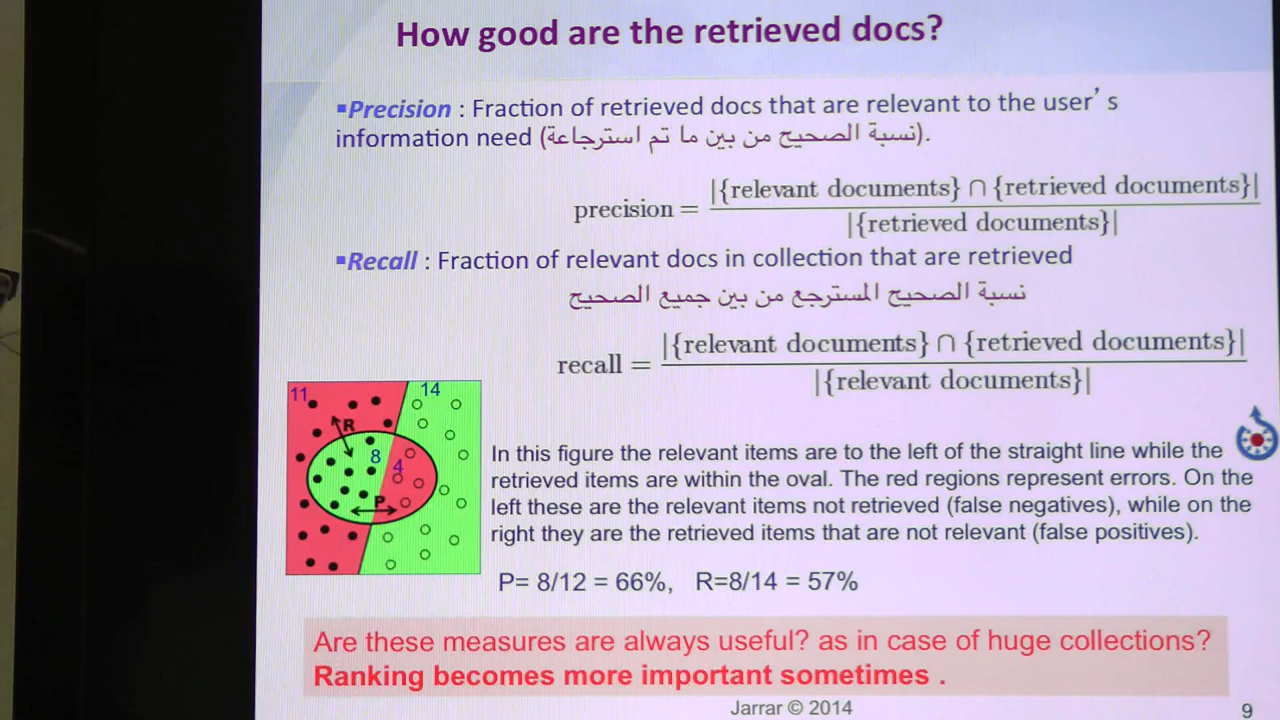 How good are the retrieved docs?
▪Precision : Fraction of retrieved docs that are relevant to the user's
information need (نسبة الصحيح من بين ما تم استرجاعة).
precision = |{relevant documents} ∩ {retrieved documents}| / |{retrieved documents}|
▪Recall : Fraction of relevant docs in collection that are retrieved
نسبة الصحيح المسترجع من بين جميع الصحيح
recall = |{relevant documents} ∩ {retrieved documents}| / |{relevant documents}|
11 14
R
8 4
P
In this figure the relevant items are to the left of the straight line while the
retrieved items are within the oval. The red regions represent errors. On the
left these are the relevant items not retrieved (false negatives), while on the
right they are the retrieved items that are not relevant (false positives).
P= 8/12 = 66%, R=8/14 = 57%
Are these measures are always useful? as in case of huge collections?
Ranking becomes more important sometimes .
Jarrar © 2014
9